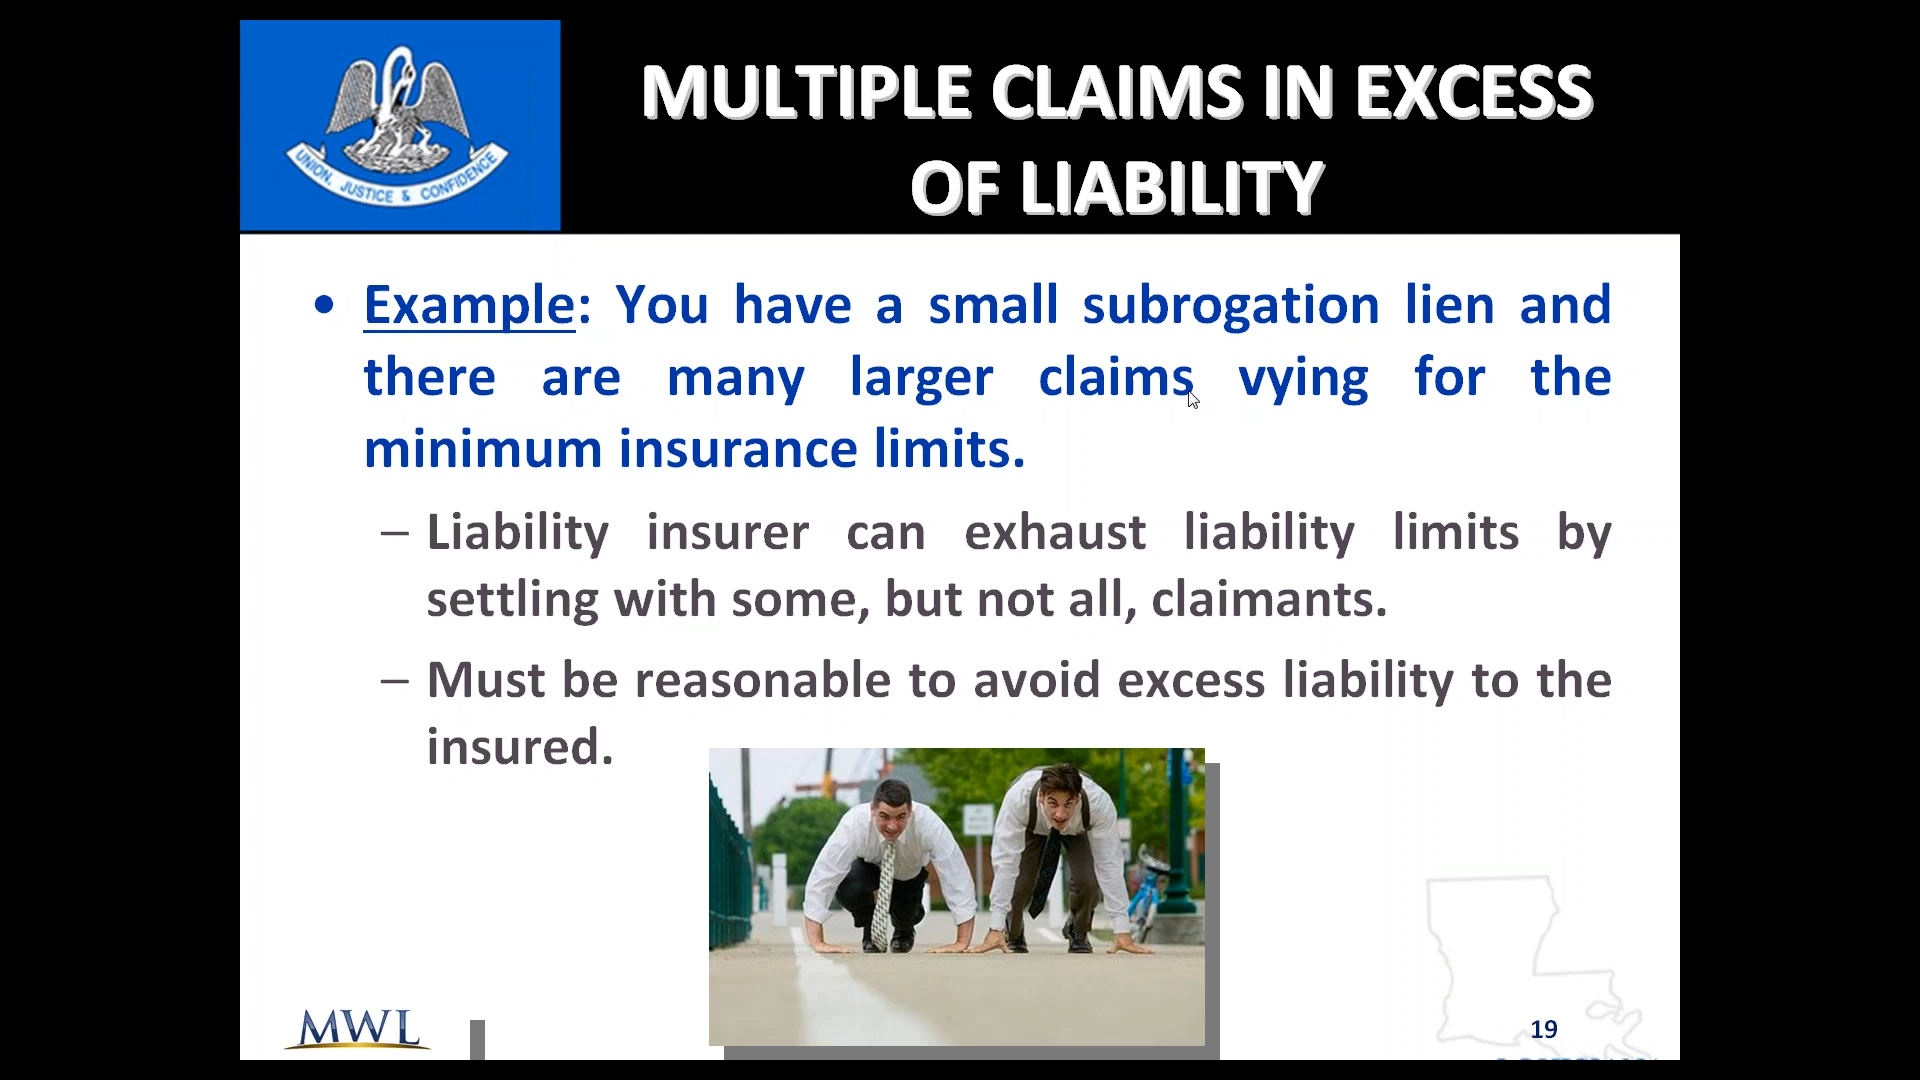 UNION, JUSTICE & CONFIDENCE
MULTIPLE CLAIMS IN EXCESS
OF LIABILITY
• Example: You have a small subrogation lien and
there are many larger claims vying for the
minimum insurance limits.
– Liability insurer can exhaust liability limits by
settling with some, but not all, claimants.
– Must be reasonable to avoid excess liability to the
insured.
MWL
19